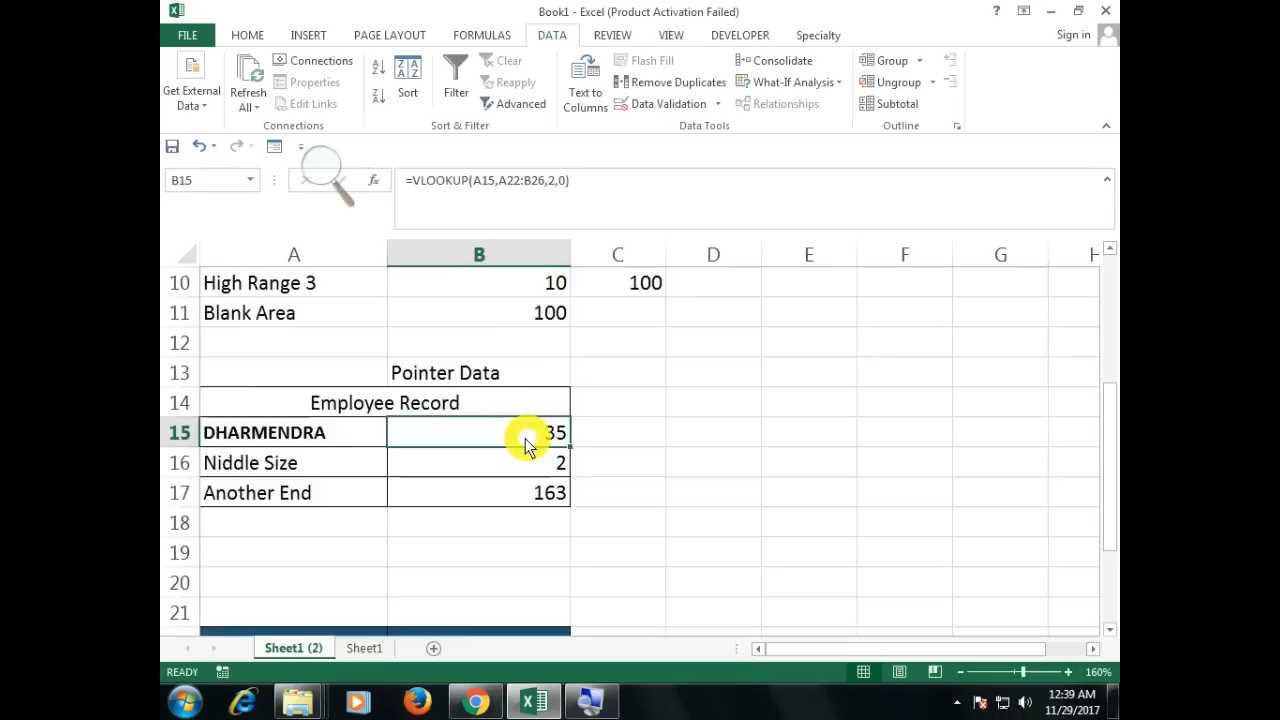 Book1 - Excel (Product Activation Failed)
FILE HOME INSERT PAGE LAYOUT FORMULAS DATA REVIEW VIEW DEVELOPER Specialty Sign in
Get External Data
Refresh All
Connections
Properties
Edit Links
Connections
Sort
Filter
Clear
Reapply
Advanced
Sort & Filter
Text to Columns
Flash Fill
Remove Duplicates
Data Validation
Consolidate
What-If Analysis
Relationships
Data Tools
Group
Ungroup
Subtotal
Outline
B15 fx =VLOOKUP(A15,A22:B26,2,0)
A B C D E F G H
10 High Range 3 10 100
11 Blank Area 100
12
13 Pointer Data
14 Employee Record
15 DHARMENDRA 35
16 Niddle Size 2
17 Another End 163
18
19
20
21
Sheet1 (2) Sheet1
READY 160%
12:39 AM
11/29/2017